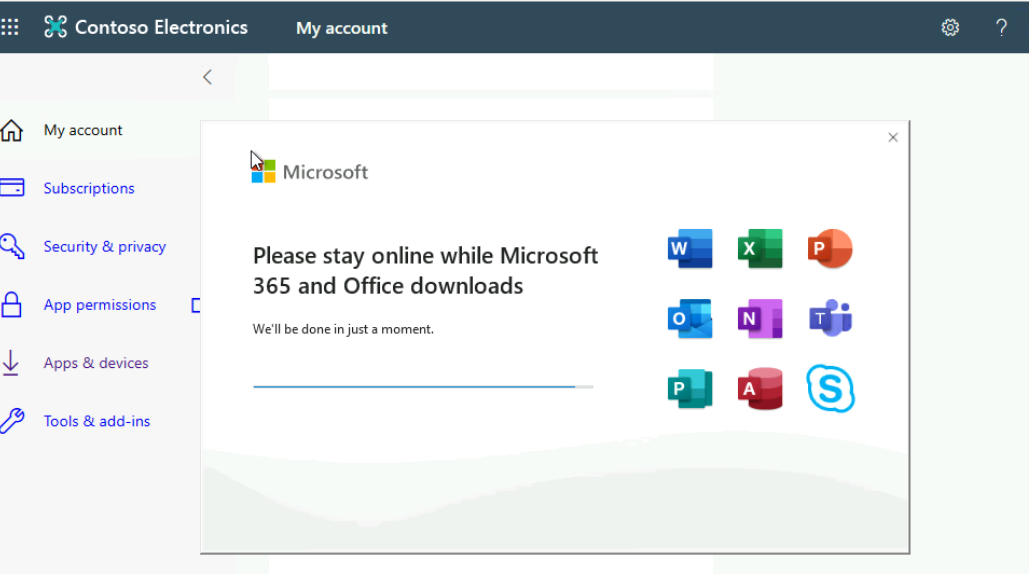 Contoso Electronics
My account
?
My account
Subscriptions
Security & privacy
App permissions
Apps & devices
Tools & add-ins
Microsoft
Please stay online while Microsoft
365 and Office downloads
We'll be done in just a moment.
W X P
O N T
P A S